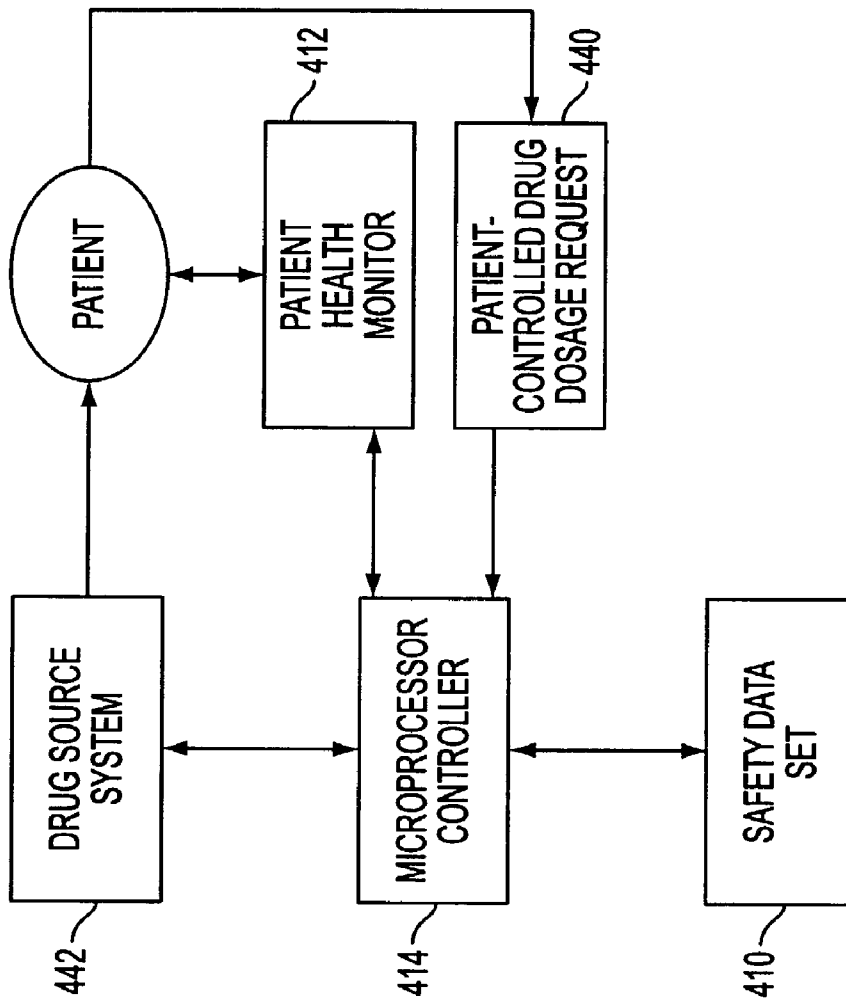 PATIENT
412
PATIENT
HEALTH
MONITOR
440
PATIENT-
CONTROLLED DRUG
DOSAGE REQUEST
DRUG SOURCE
SYSTEM
442
MICROPROCESSOR
CONTROLLER
414
SAFETY DATA
SET
410